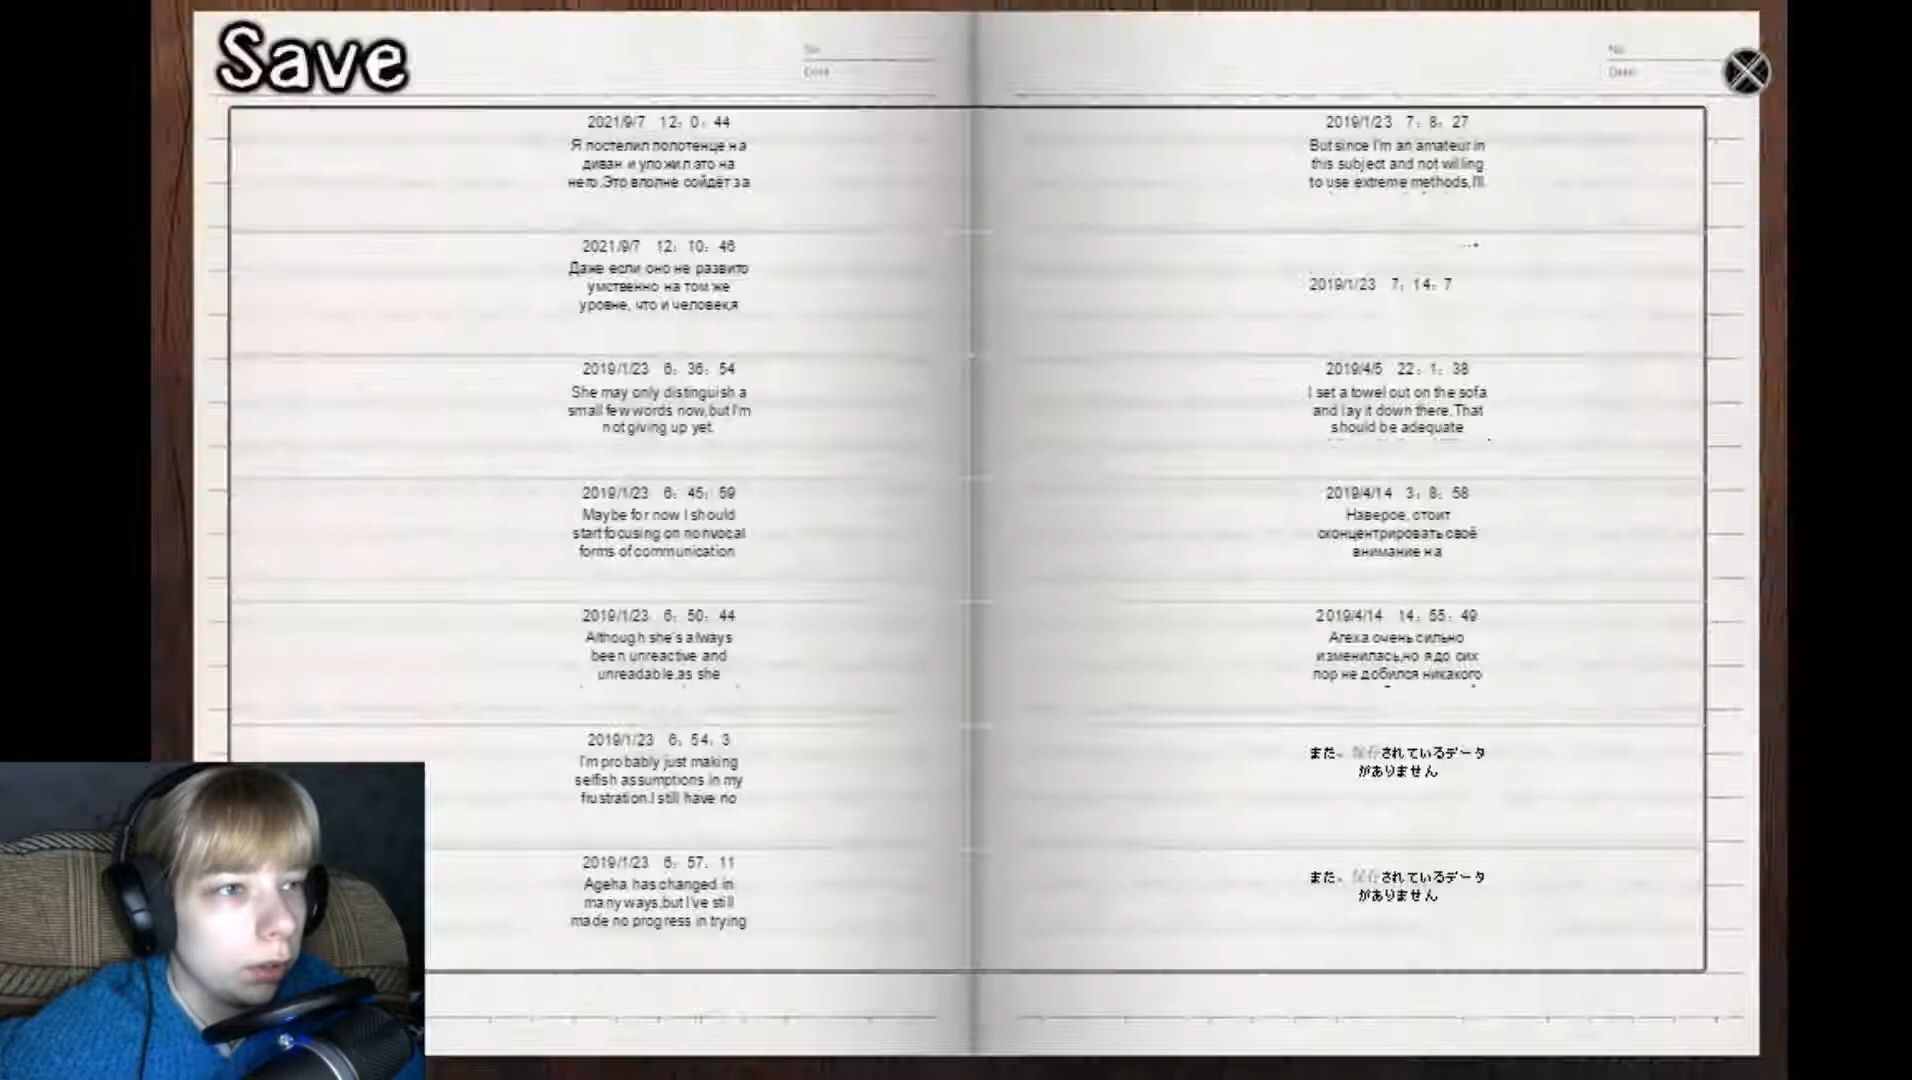 Save
No.
Date
2021/9/7 12: 0: 44
Я постелил полотенце на
диван и уложил это на
него.Это вполне сойдёт за
2021/9/7 12: 10: 46
Даже если оно не развито
умственно на том же
уровне, что и человек,я
2019/1/23 6: 36: 54
She may only distinguish a
small few words now,but I'm
not giving up yet.
2019/1/23 6: 45: 59
Maybe for now I should
start focusing on nonvocal
forms of communication
2019/1/23 6: 50: 44
Although she's always
been unreactive and
unreadable,as she
2019/1/23 6: 54: 3
I'm probably just making
selfish assumptions in my
frustration.I still have no
2019/1/23 6: 57: 11
Ageha has changed in
many ways,but I've still
made no progress in trying
No.
Date
2019/1/23 7: 8: 27
But since I'm an amateur in
this subject and not willing
to use extreme methods,I'll
2019/1/23 7: 14: 7
2019/4/5 22: 1: 38
I set a towel out on the sofa
and lay it down there.That
should be adequate
2019/4/14 3: 8: 58
Наверое, стоит
сконцентрировать своё
внимание на
2019/4/14 14: 55: 49
Агеха очень сильно
изменилась,но я до сих
пор не добился никакого
また、保存されているデータ
がありません
また、保存されているデータ
がありません